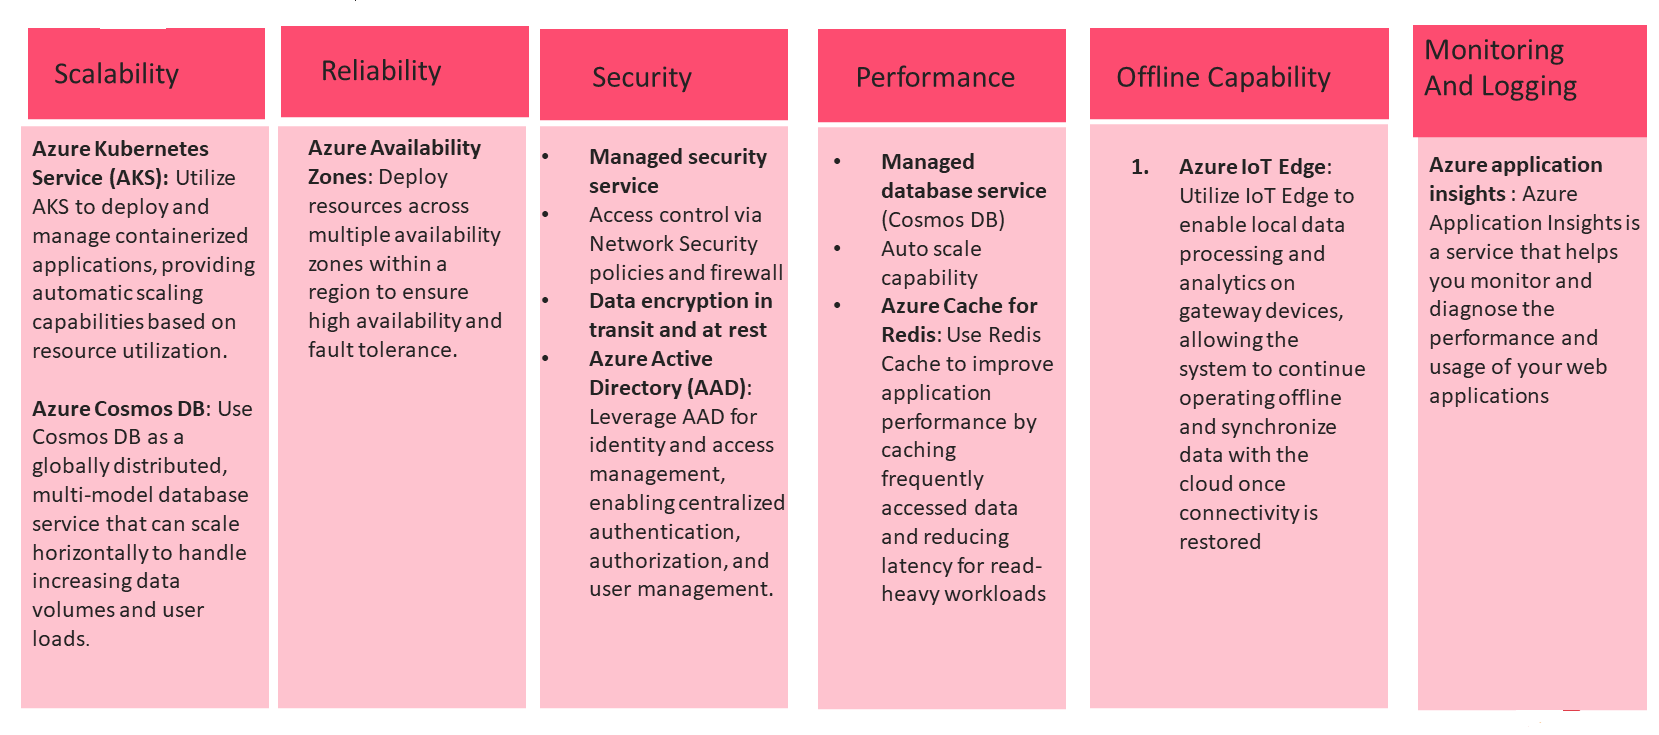 Scalability
Azure Kubernetes
Service (AKS): Utilize
AKS to deploy and
manage containerized
applications, providing
automatic scaling
capabilities based on
resource utilization.
Azure Cosmos DB: Use
Cosmos DB as a
globally distributed,
multi-model database
service that can scale
horizontally to handle
increasing data
volumes and user
loads.
Reliability
Azure Availability
Zones: Deploy
resources across
multiple availability
zones within a
region to ensure
high availability and
fault tolerance.
Security
• Managed security
service
• Access control via
Network Security
policies and firewall
• Data encryption in
transit and at rest
• Azure Active
Directory (AAD):
Leverage AAD for
identity and access
management,
enabling centralized
authentication,
authorization, and
user management.
Performance
• Managed
database service
(Cosmos DB)
• Auto scale
capability
• Azure Cache for
Redis: Use Redis
Cache to improve
application
performance by
caching
frequently
accessed data
and reducing
latency for read-
heavy workloads
Offline Capability
1. Azure IoT Edge:
Utilize IoT Edge to
enable local data
processing and
analytics on
gateway devices,
allowing the
system to continue
operating offline
and synchronize
data with the
cloud once
connectivity is
restored
Monitoring
And Logging
Azure application
insights : Azure
Application Insights is
a service that helps
you monitor and
diagnose the
performance and
usage of your web
applications